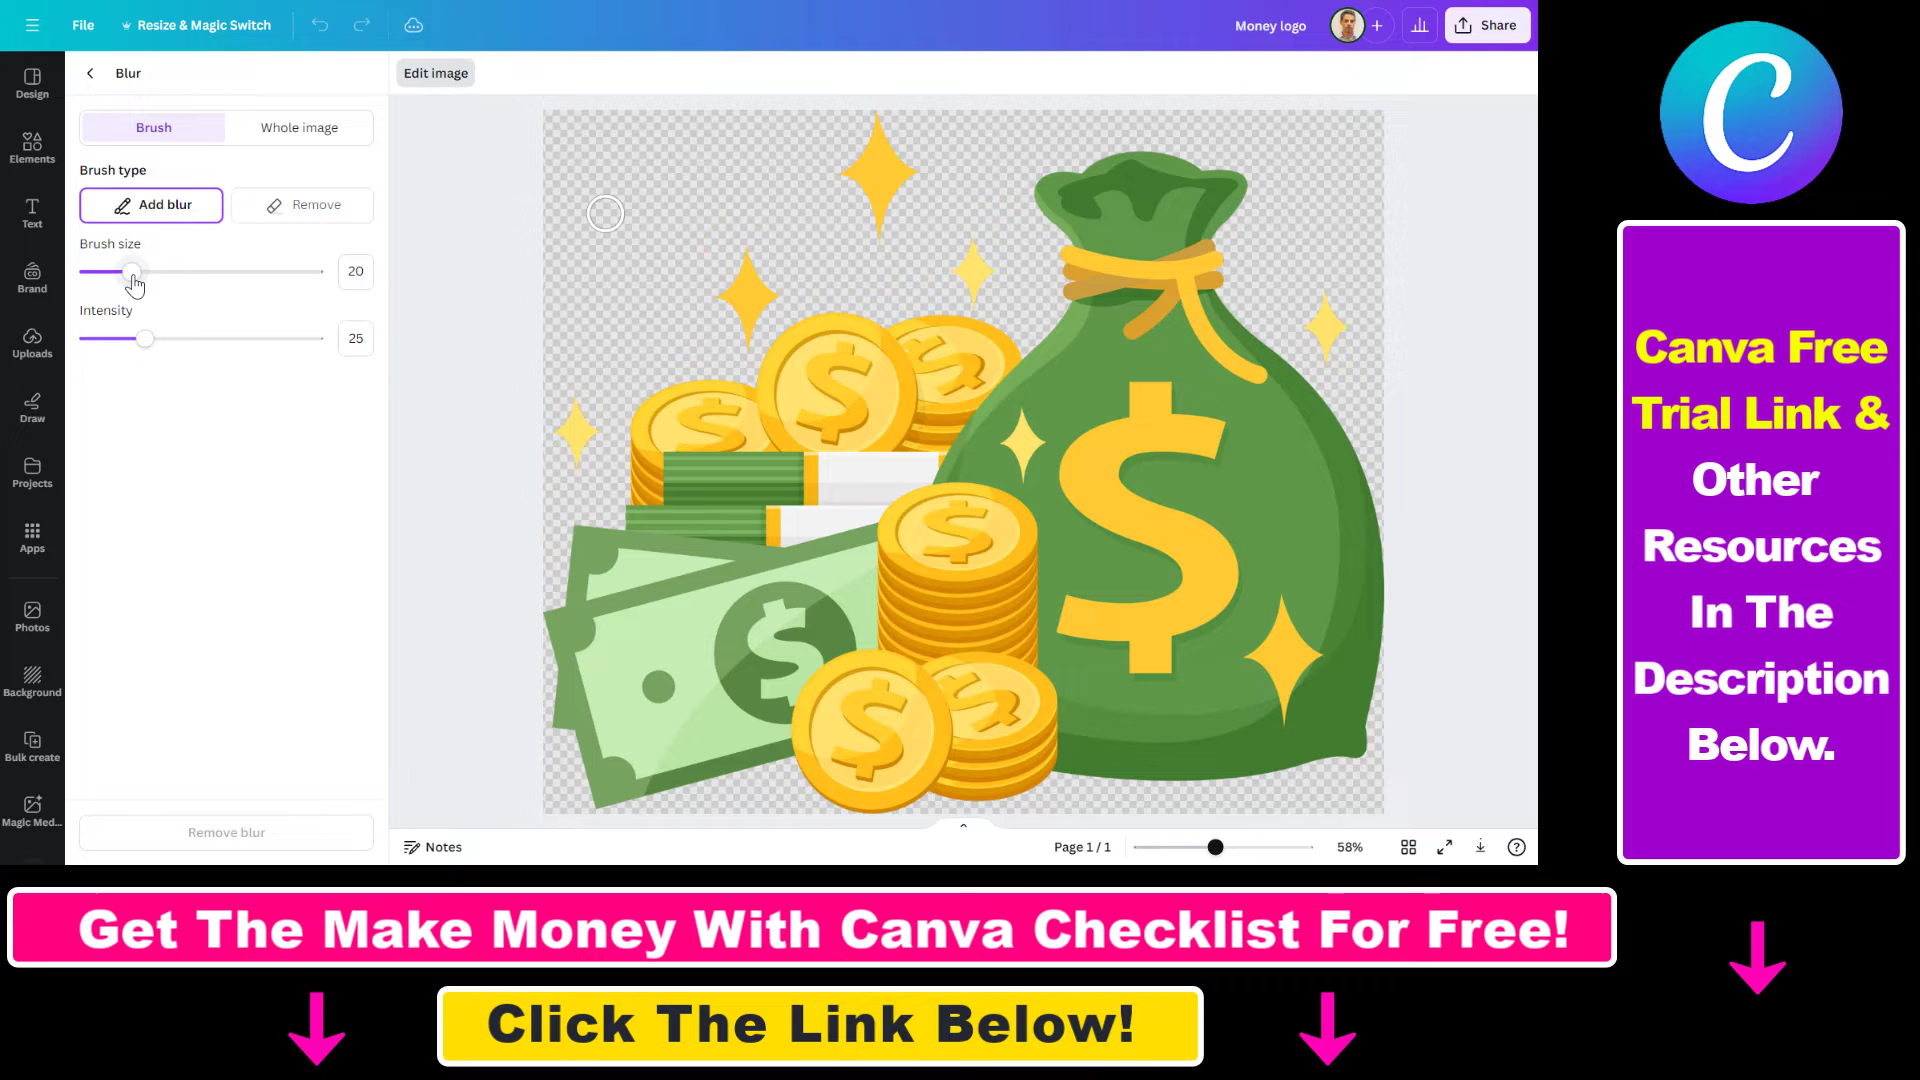 File
Resize & Magic Switch
Money logo
Share
Design
Elements
Text
Brand
Uploads
Draw
Projects
Apps
Photos
Background
Bulk create
Magic Med...
Blur
Edit image
Brush
Whole image
Brush type
Add blur
Remove
Brush size
20
Intensity
25
Remove blur
$
$
$
$
$
$
$
$
Notes
Page 1 / 1
58%
C
Canva Free
Trial Link &
Other
Resources
In The
Description
Below.
Get The Make Money With Canva Checklist For Free!
Click The Link Below!